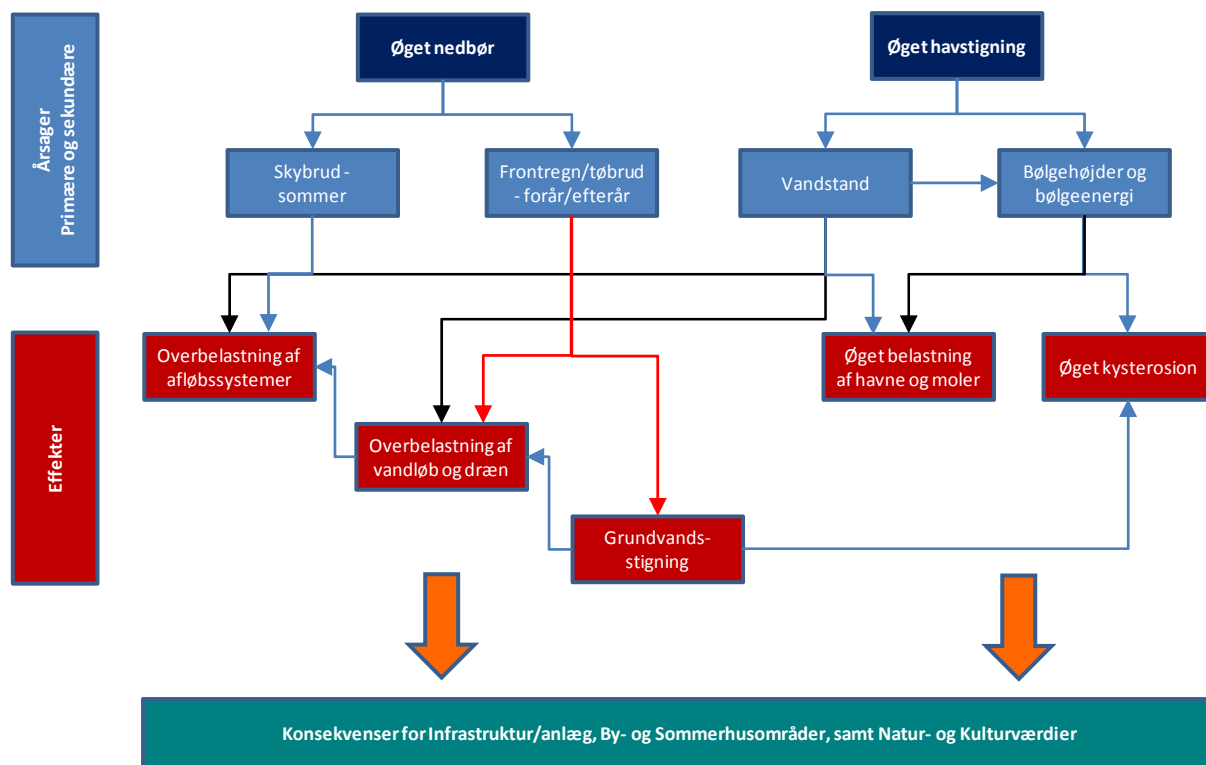 Årsager
Primære og sekundære
Øget nedbør
Øget havstigning
Skybrud -
sommer
Frontregn/tøbrud
- forår/efterår
Vandstand
Bølgehøjder og
bølgeenergi
Effekter
Overbelastning af
afløbssystemer
Øget belastning
af havne og moler
Øget kysterosion
Overbelastning af
vandløb og dræn
Grundvands-
stigning
Konsekvenser for Infrastruktur/anlæg, By- og Sommerhusområder, samt Natur- og Kulturværdier